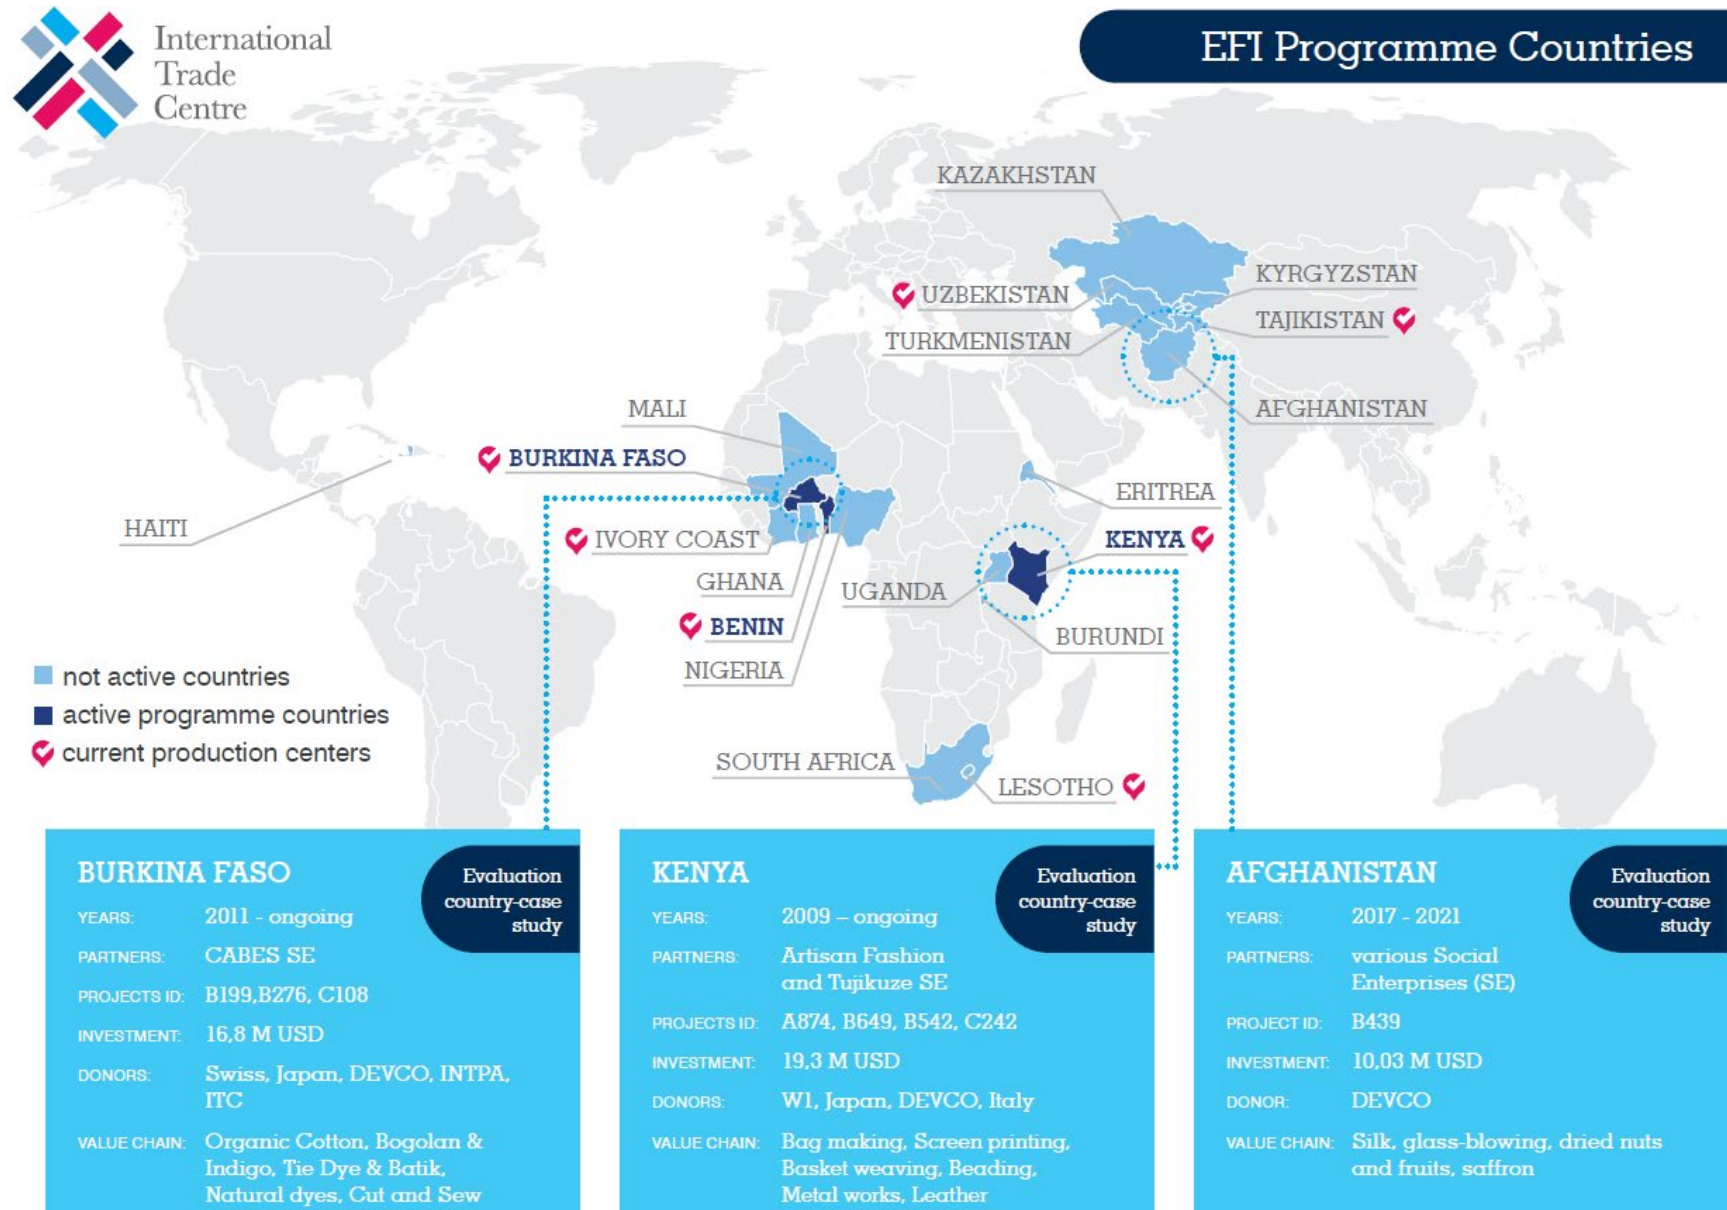 International
Trade
Centre
EFI Programme Countries
KAZAKHSTAN
KYRGYZSTAN
UZBEKISTAN
TAJIKISTAN
TURKMENISTAN
AFGHANISTAN
MALI
BURKINA FASO
ERITREA
HAITI
IVORY COAST
KENYA
GHANA
UGANDA
BENIN
BURUNDI
NIGERIA
not active countries
active programme countries
current production centers
SOUTH AFRICA
LESOTHO
BURKINA FASO
Evaluation
country-case
study
YEARS: 2011 - ongoing
PARTNERS: CABES SE
PROJECTS ID: B199,B276, C108
INVESTMENT: 16,8 M USD
DONORS: Swiss, Japan, DEVCO, INTPA,
ITC
VALUE CHAIN: Organic Cotton, Bogolan &
Indigo, Tie Dye & Batik,
Natural dyes, Cut and Sew
KENYA
Evaluation
country-case
study
YEARS: 2009 – ongoing
PARTNERS: Artisan Fashion
and Tujikuze SE
PROJECTS ID: A874, B649, B542, C242
INVESTMENT: 19,3 M USD
DONORS: W1, Japan, DEVCO, Italy
VALUE CHAIN: Bag making, Screen printing,
Basket weaving, Beading,
Metal works, Leather
AFGHANISTAN
Evaluation
country-case
study
YEARS: 2017 - 2021
PARTNERS: various Social
Enterprises (SE)
PROJECT ID: B439
INVESTMENT: 10,03 M USD
DONOR: DEVCO
VALUE CHAIN: Silk, glass-blowing, dried nuts
and fruits, saffron